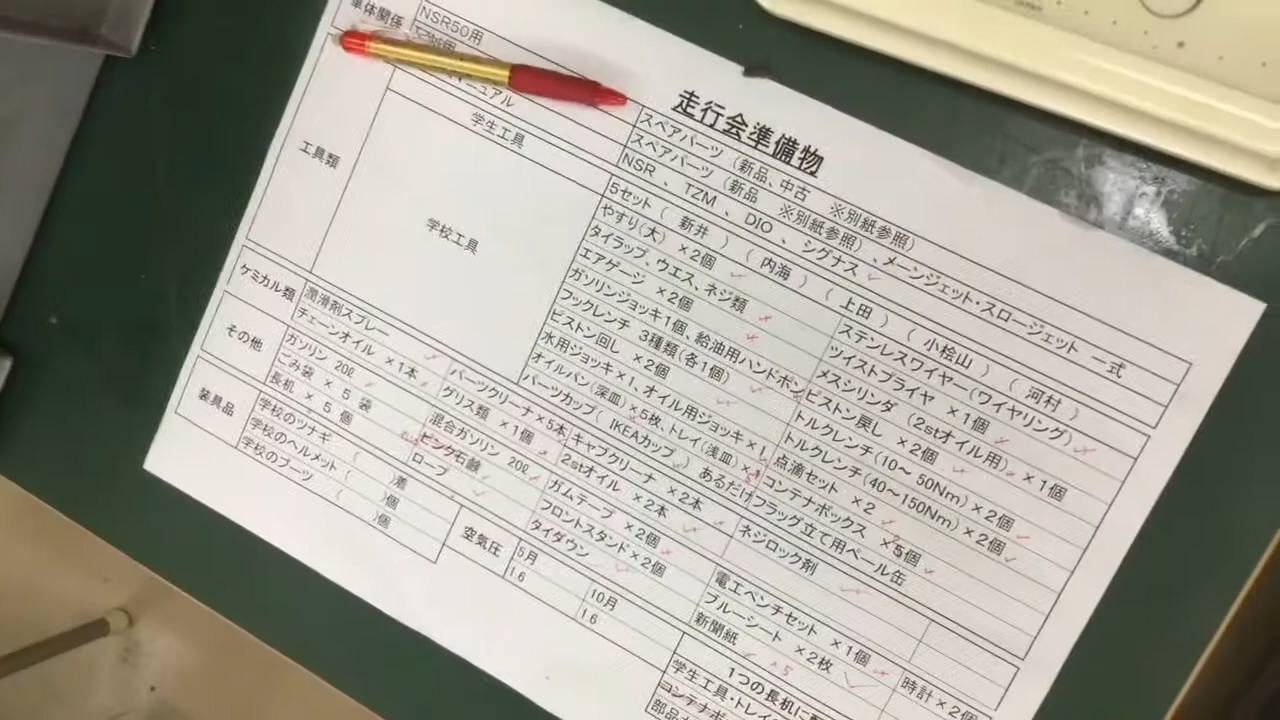 走行会準備物
車体関係
NSR50用
スペアパーツ (新品、中古 ※別紙参照)
スペアパーツ (新品 ※別紙参照)、メーンジェット・スロージェット 一式
マニュアル
NSR 、 TZM 、 DIO 、 シグナス
工具類
学生工具
5セット ( 新井 ) ( 内海 ) ( 上田 ) ( 小桧山 ) ( 河村 )
学校工具
やすり(大) ×2個
ステンレスワイヤー(ワイヤリング)
タイラップ、ウエス、ネジ類
ツイストプライヤ ×1個
エアゲージ ×2個
メスシリンダ (2stオイル用) ×1個
ガソリンジョッキ1個、給油用ハンドポンプ
ピストン戻し ×2個
フックレンチ 3種類(各1個)
トルクレンチ(10～50Nm)×2個
ピストン回し ×2個
トルクレンチ(40～150Nm)×2個
水用ジョッキ×1、オイル用ジョッキ×1
点滴セット ×2
オイルパン(深皿)×5枚、トレイ(浅皿)
コンテナボックス ×5個
パーツカップ( IKEAカップ ) あるだけ
フラッグ立て用ペール缶
ケミカル類
潤滑剤スプレー
パーツクリーナ×5本
キャブクリーナ ×2本
ネジロック剤
チェーンオイル ×1本
グリス類 ×1個
2stオイル ×2本
その他
ガソリン 20ℓ
混合ガソリン 20ℓ
ガムテープ ×2個
電工ペンチセット ×1個
時計×2個
ごみ袋 × 5 袋
ピンク石鹸
フロントスタンド×2個
ブルーシート ×2枚
長机 × 5 個
ロープ
タイダウン
新聞紙 ×5
装具品
学校のツナギ ( )着
学校のヘルメット ( )個
学校のブーツ ( )個
空気圧
5月
10月
1.6
1.6
1つの長机に
学生工具・トレイ